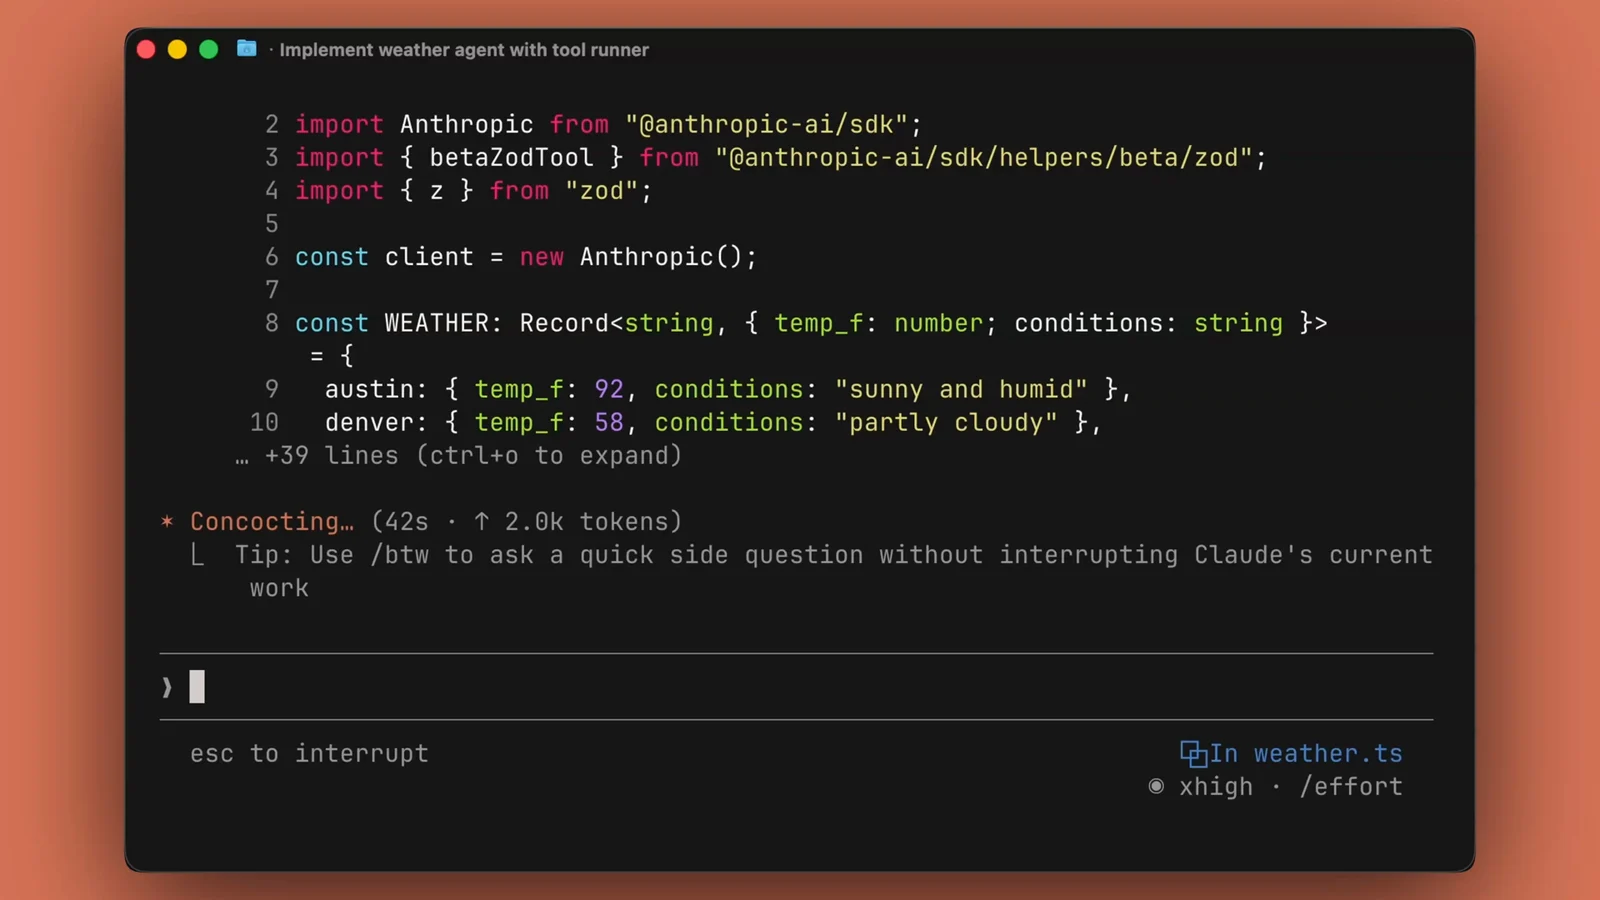 · Implement weather agent with tool runner
2 import Anthropic from "@anthropic-ai/sdk";
3 import { betaZodTool } from "@anthropic-ai/sdk/helpers/beta/zod";
4 import { z } from "zod";
5
6 const client = new Anthropic();
7
8 const WEATHER: Record<string, { temp_f: number; conditions: string }>
= {
9 austin: { temp_f: 92, conditions: "sunny and humid" },
10 denver: { temp_f: 58, conditions: "partly cloudy" },
… +39 lines (ctrl+o to expand)
* Concocting… (42s · ↑ 2.0k tokens)
⎿ Tip: Use /btw to ask a quick side question without interrupting Claude's current
work
❯
esc to interrupt
⧉ In weather.ts
◉ xhigh · /effort